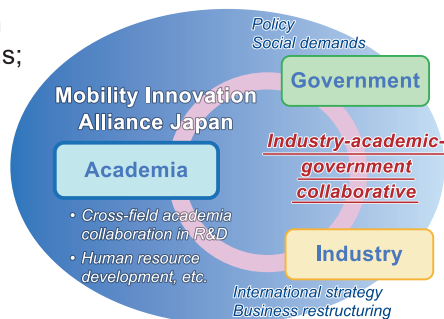 s;
Policy
Social demands
Government
Mobility Innovation
Alliance Japan
Academia
Industry-academic-
government
collaborative
• Cross-field academia
collaboration in R&D
• Human resource
development, etc.
Industry
International strategy
Business restructuring